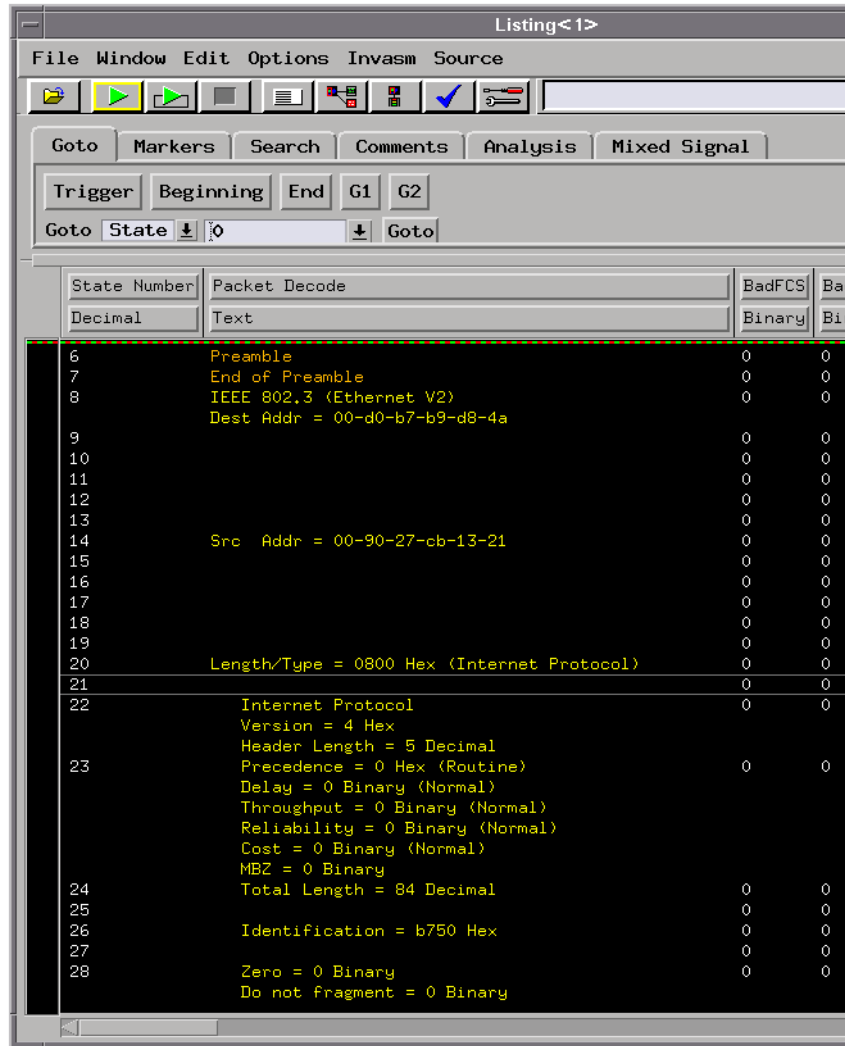 Listing<1>
File Window Edit Options Invasm Source
Goto Markers Search Comments Analysis Mixed Signal
Trigger Beginning End G1 G2
Goto State 0 Goto
State Number Packet Decode BadFCS Ba
Decimal Text Binary Bi
6 Preamble 0 0
7 End of Preamble 0 0
8 IEEE 802.3 (Ethernet V2) 0 0
Dest Addr = 00-d0-b7-b9-d8-4a
9 0 0
10 0 0
11 0 0
12 0 0
13 0 0
14 Src Addr = 00-90-27-cb-13-21 0 0
15 0 0
16 0 0
17 0 0
18 0 0
19 0 0
20 Length/Type = 0800 Hex (Internet Protocol) 0 0
21 0 0
22 Internet Protocol 0 0
Version = 4 Hex
Header Length = 5 Decimal
23 Precedence = 0 Hex (Routine) 0 0
Delay = 0 Binary (Normal)
Throughput = 0 Binary (Normal)
Reliability = 0 Binary (Normal)
Cost = 0 Binary (Normal)
MBZ = 0 Binary
24 Total Length = 84 Decimal 0 0
25 0 0
26 Identification = b750 Hex 0 0
27 0 0
28 Zero = 0 Binary 0 0
Do not fragment = 0 Binary